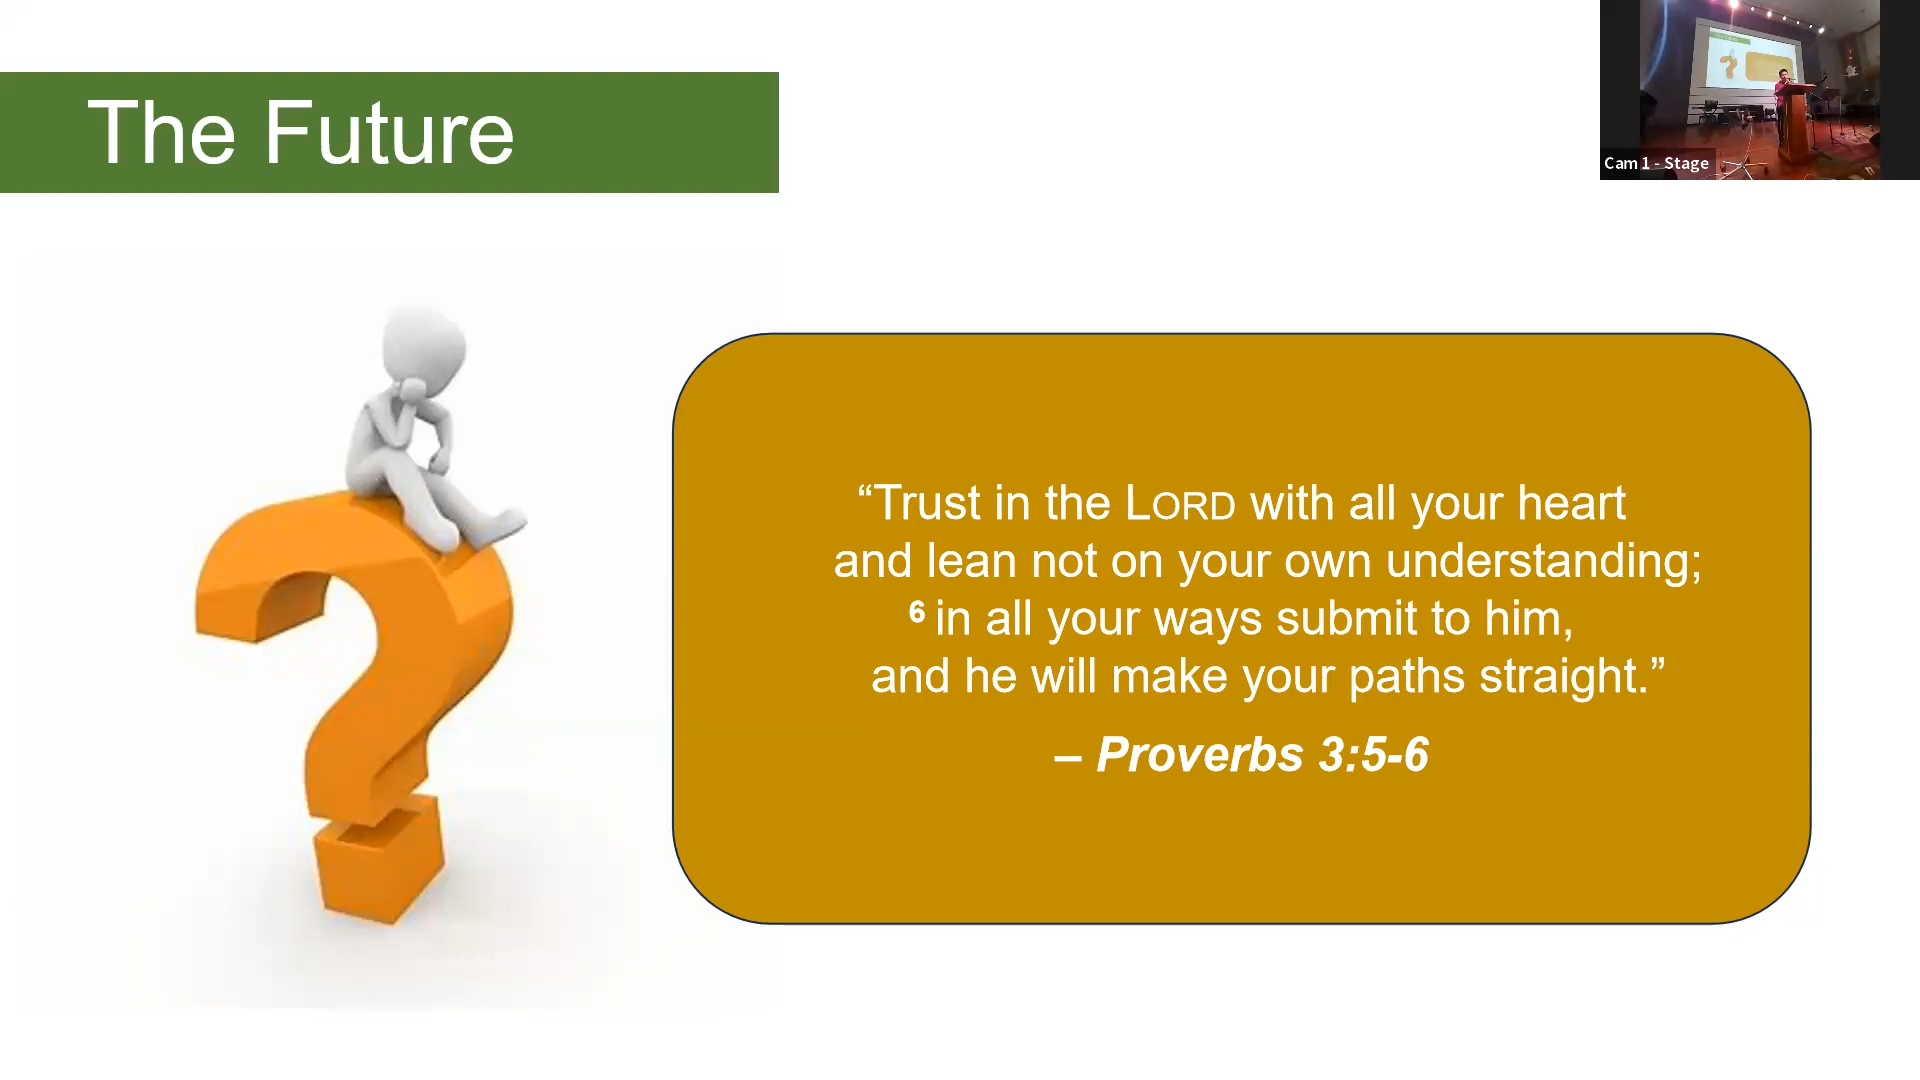 The Future
Cam 1 - Stage
“Trust in the LORD with all your heart
and lean not on your own understanding;
6 in all your ways submit to him,
and he will make your paths straight.”
– Proverbs 3:5-6